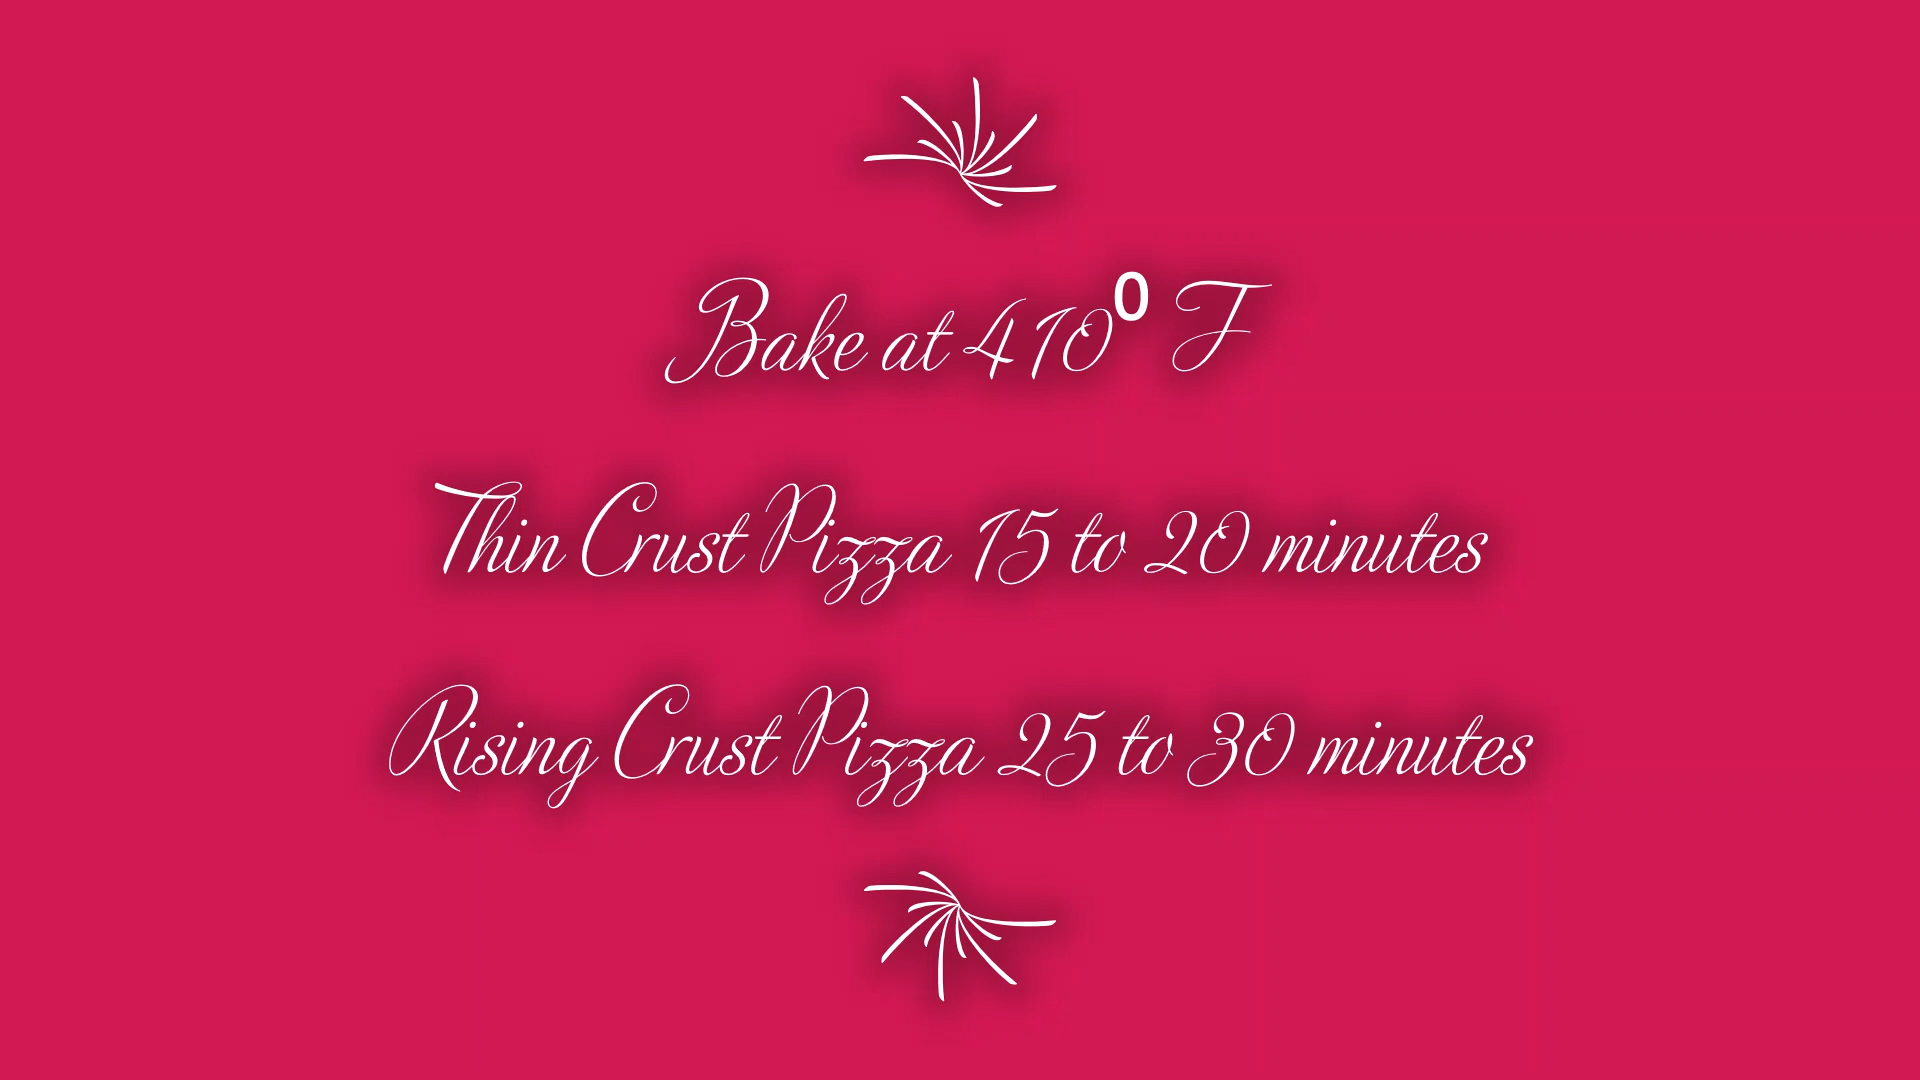 Bake at 410⁰ F
Thin Crust Pizza 15 to 20 minutes
Rising Crust Pizza 25 to 30 minutes